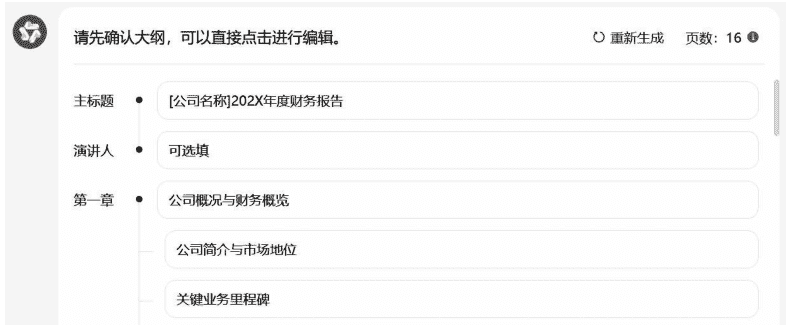 请先确认大纲，可以直接点击进行编辑。 重新生成 页数：16
主标题 [公司名称]202X年度财务报告
演讲人 可选填
第一章 公司概况与财务概览
公司简介与市场地位
关键业务里程碑